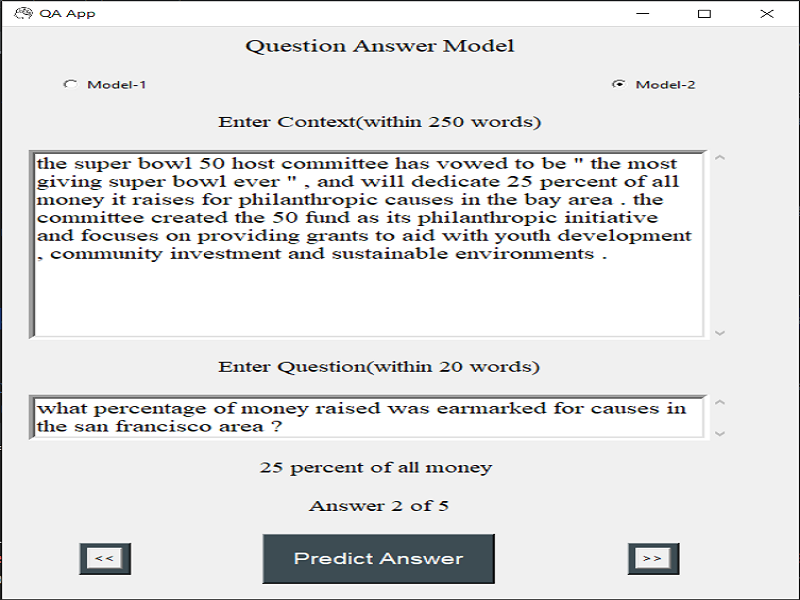 QA App
Question Answer Model
Model-1 Model-2
Enter Context(within 250 words)
the super bowl 50 host committee has vowed to be " the most
giving super bowl ever " , and will dedicate 25 percent of all
money it raises for philanthropic causes in the bay area . the
committee created the 50 fund as its philanthropic initiative
and focuses on providing grants to aid with youth development
, community investment and sustainable environments .
Enter Question(within 20 words)
what percentage of money raised was earmarked for causes in
the san francisco area ?
25 percent of all money
Answer 2 of 5
<< Predict Answer >>